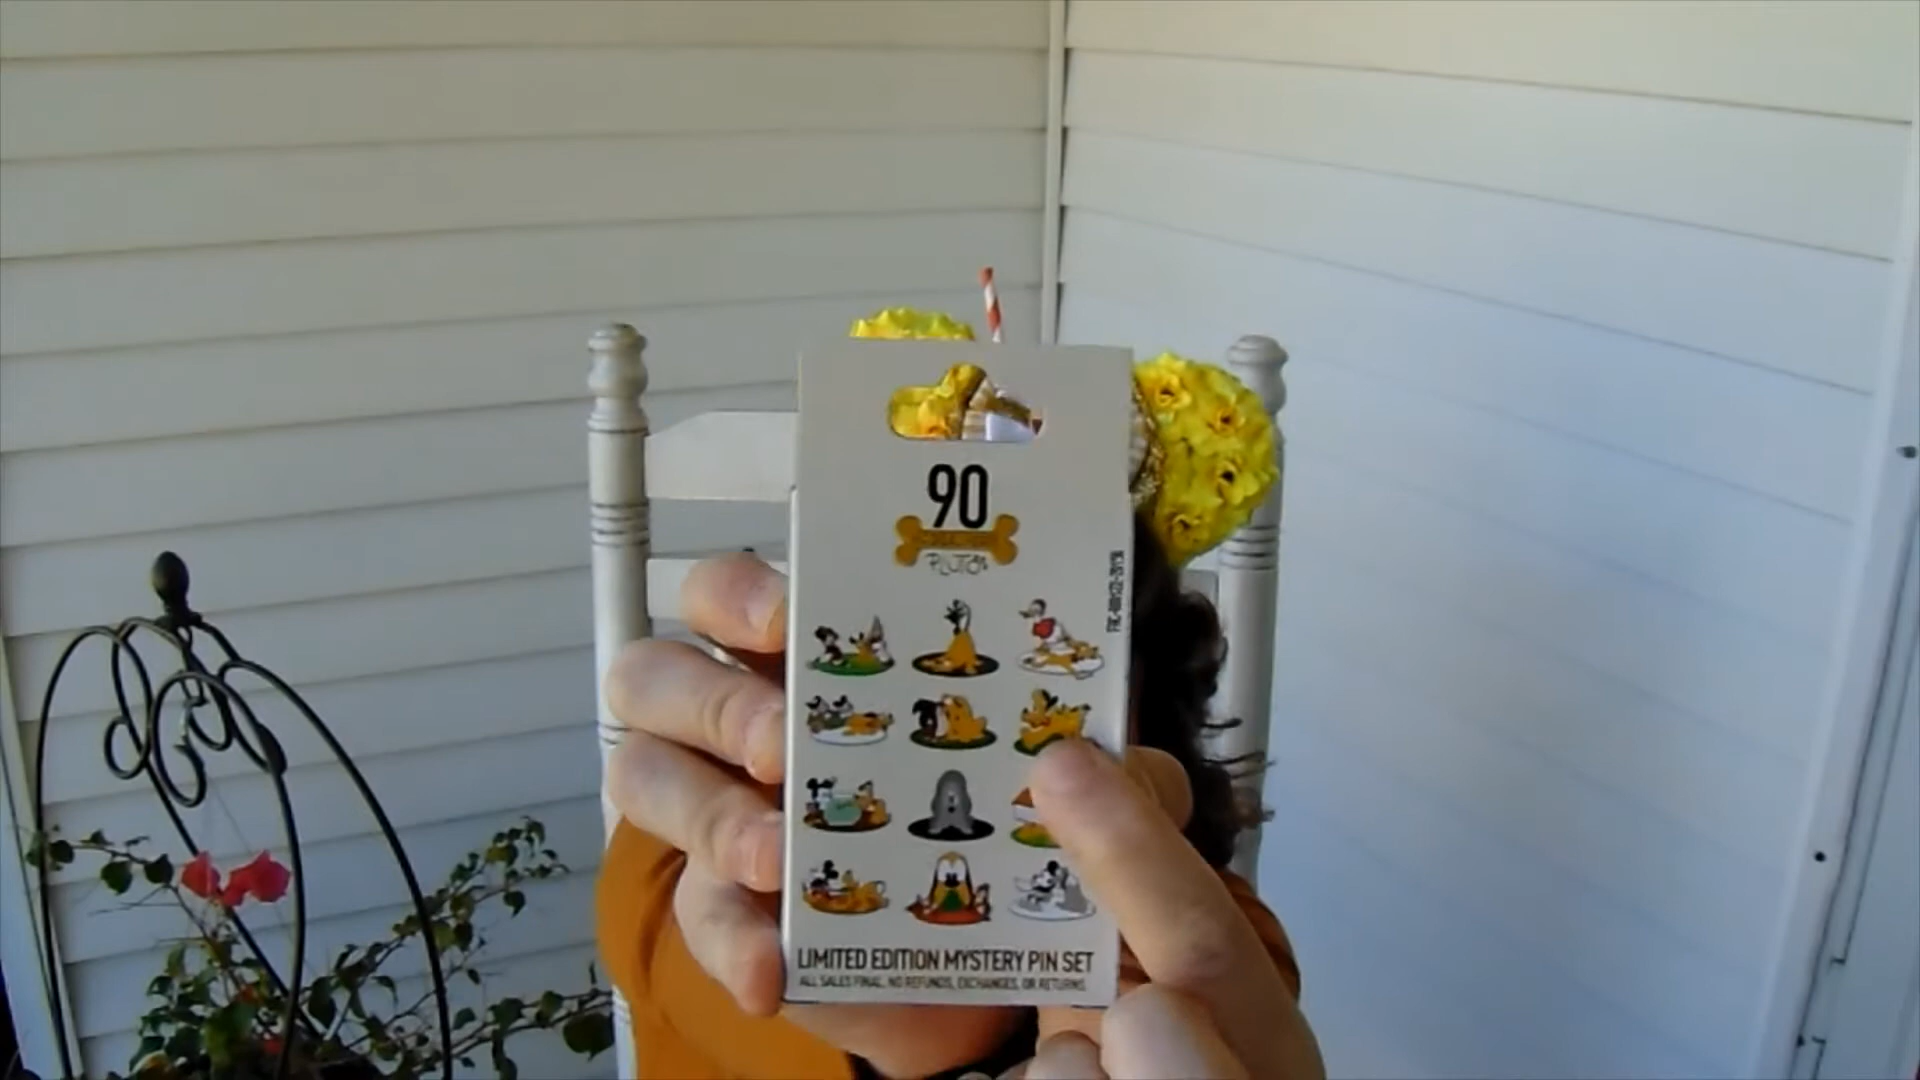 90
PLUTO
LIMITED EDITION MYSTERY PIN SET
ALL SALES FINAL. NO REFUNDS, EXCHANGES, OR RETURNS